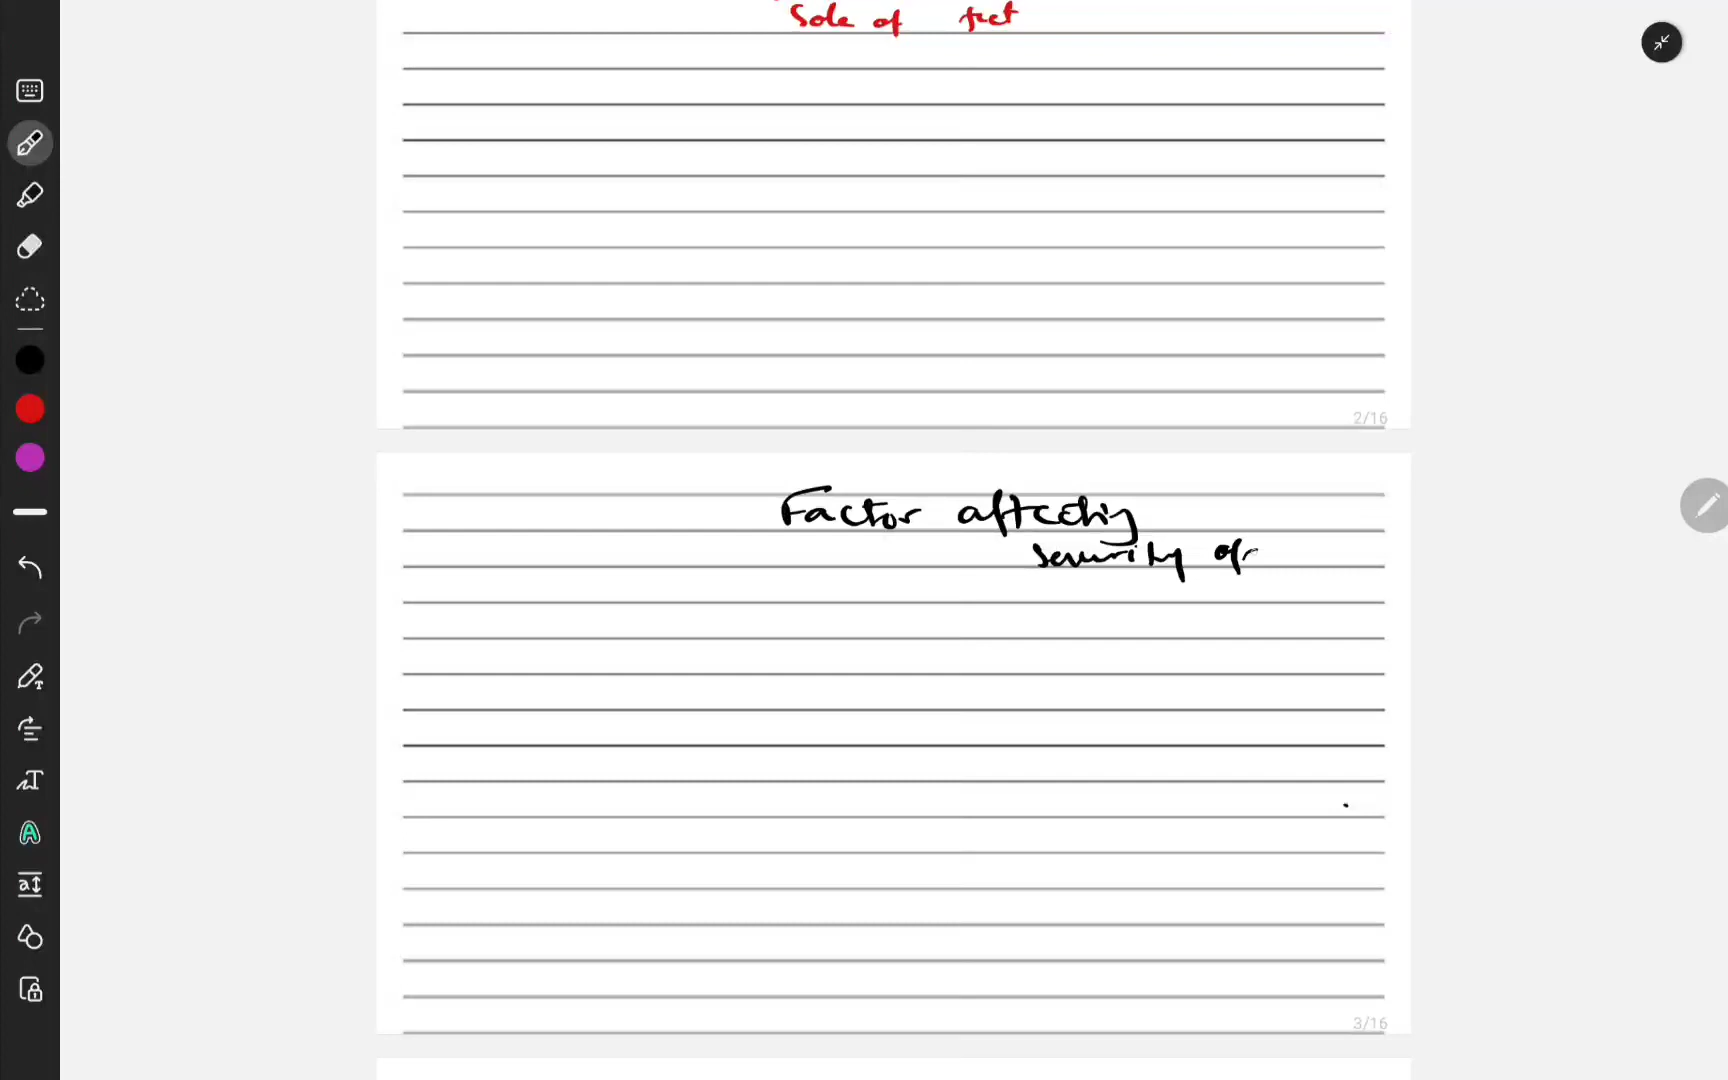 Sole of feet
2/16
Factor affecting
severity of
3/16